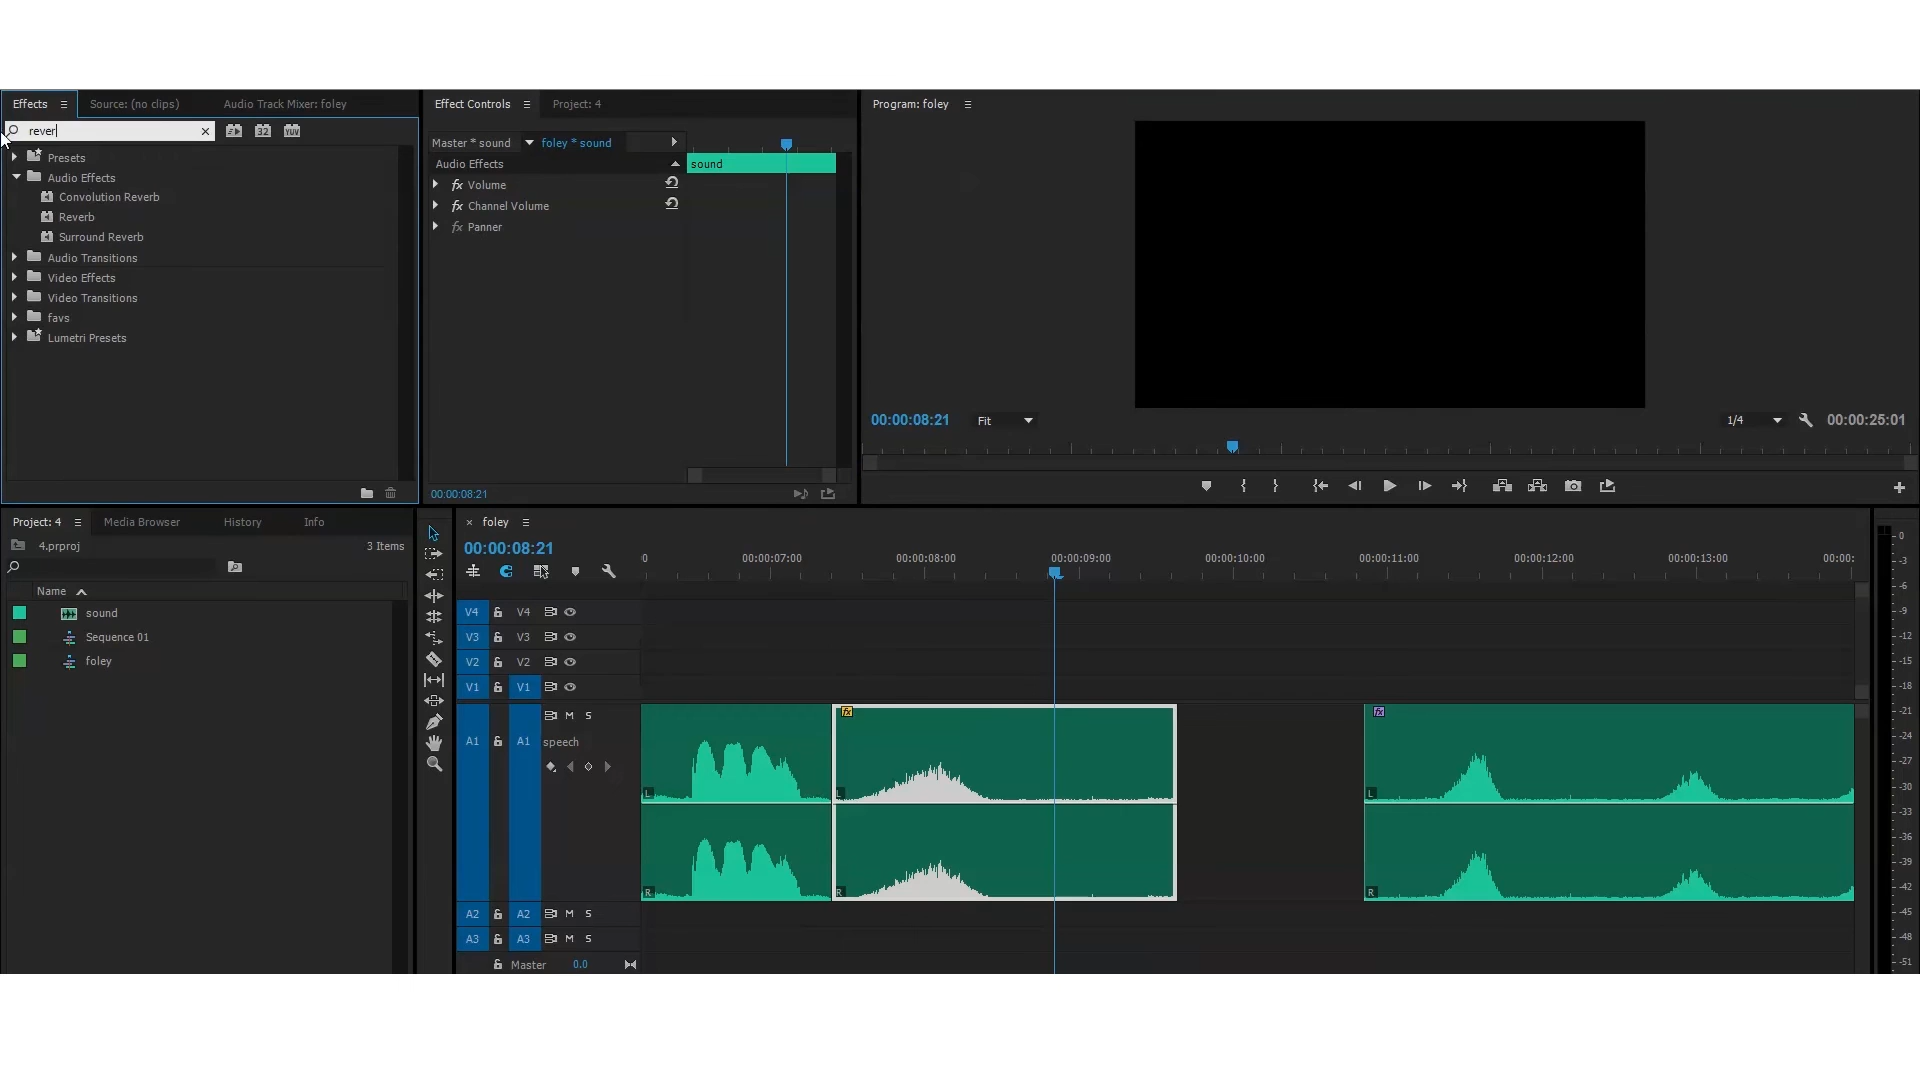 Effects Source: (no clips) Audio Track Mixer: foley
rever
32 YUV
Presets
Audio Effects
Convolution Reverb
Reverb
Surround Reverb
Audio Transitions
Video Effects
Video Transitions
favs
Lumetri Presets
Effect Controls Project: 4
Master * sound foley * sound
Audio Effects
sound
fx Volume
fx Channel Volume
fx Panner
00:00:08:21
Program: foley
00:00:08:21 Fit 1/4 00:00:25:01
Project: 4 Media Browser History Info
4.prproj 3 Items
Name
sound
Sequence 01
foley
× foley
00:00:08:21
0 00:00:07:00 00:00:08:00 00:00:09:00 00:00:10:00 00:00:11:00 00:00:12:00 00:00:13:00 00:00:
V4 V4
V3 V3
V2 V2
V1 V1
M S
A1 A1 speech
fx fx
L L L
R R R
A2 A2 M S
A3 A3 M S
Master 0.0
0
-3
-6
-9
-12
-15
-18
-21
-24
-27
-30
-33
-36
-39
-42
-45
-48
-51